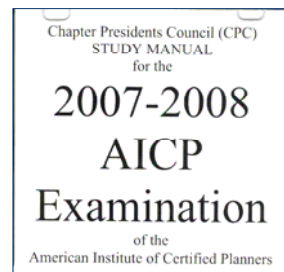 Chapter Presidents Council (CPC)
STUDY MANUAL
for the
2007-2008
AICP
Examination
of the
American Institute of Certified Planners